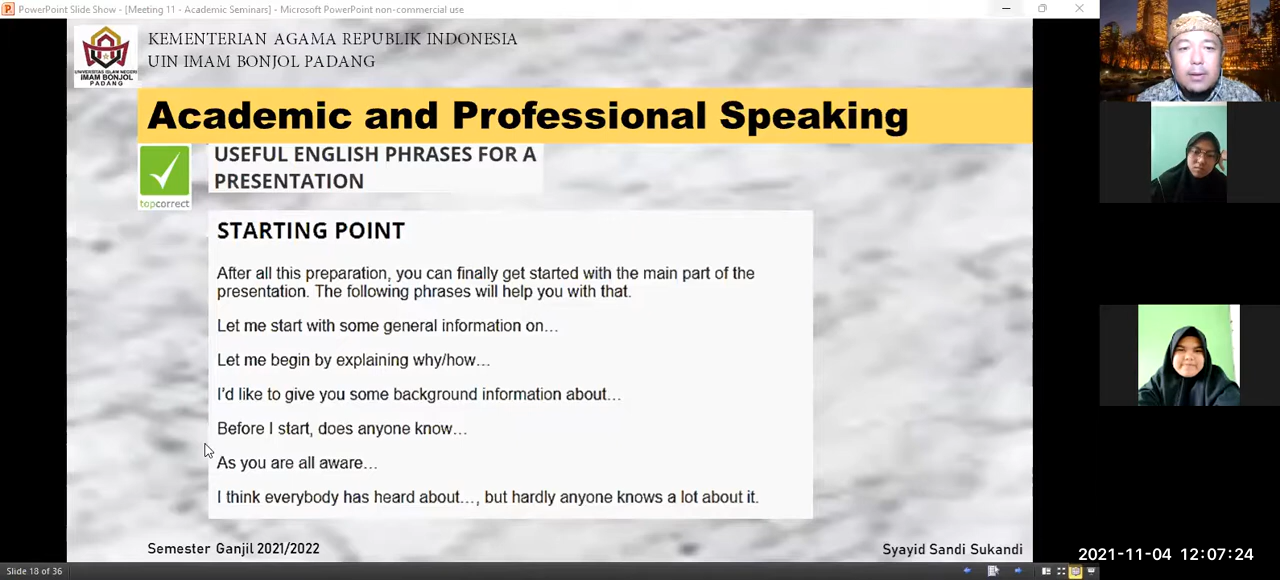 PowerPoint Slide Show - [Meeting 11 - Academic Seminars] - Microsoft PowerPoint non-commercial use
KEMENTERIAN AGAMA REPUBLIK INDONESIA
UIN IMAM BONJOL PADANG
UNIVERSITAS ISLAM NEGERI
IMAM BONJOL
PADANG
Academic and Professional Speaking
topcorrect
USEFUL ENGLISH PHRASES FOR A
PRESENTATION
STARTING POINT
After all this preparation, you can finally get started with the main part of the
presentation. The following phrases will help you with that.
Let me start with some general information on…
Let me begin by explaining why/how…
I'd like to give you some background information about…
Before I start, does anyone know…
As you are all aware…
I think everybody has heard about…, but hardly anyone knows a lot about it.
Semester Ganjil 2021/2022
Syayid Sandi Sukandi
2021-11-04 12:07:24
Slide 18 of 36